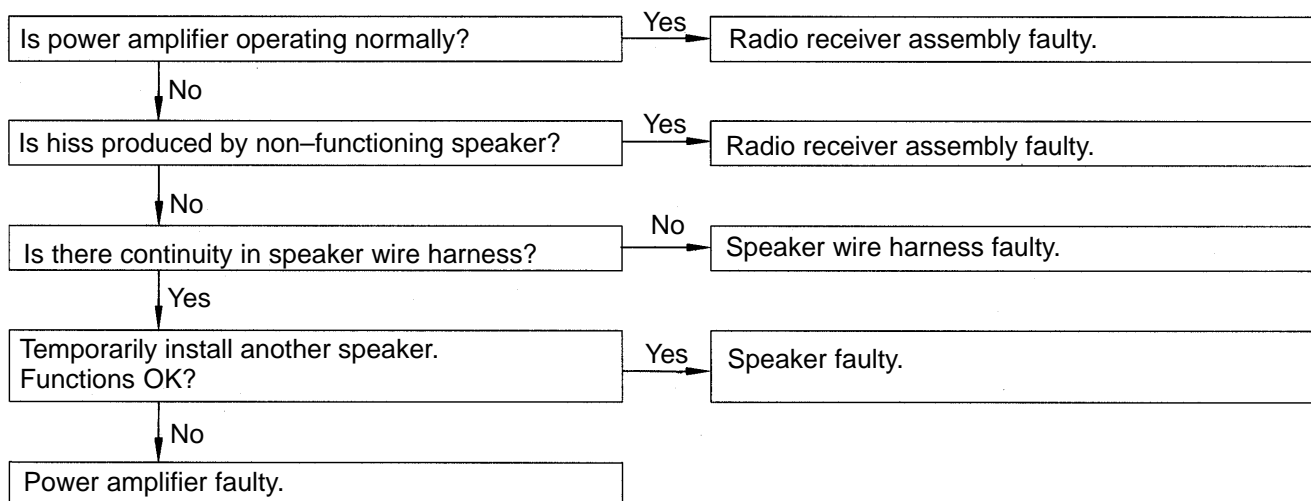 Is power amplifier operating normally?
Yes
Radio receiver assembly faulty.
No
Is hiss produced by non–functioning speaker?
Yes
Radio receiver assembly faulty.
No
Is there continuity in speaker wire harness?
No
Speaker wire harness faulty.
Yes
Temporarily install another speaker.
Functions OK?
Yes
Speaker faulty.
No
Power amplifier faulty.